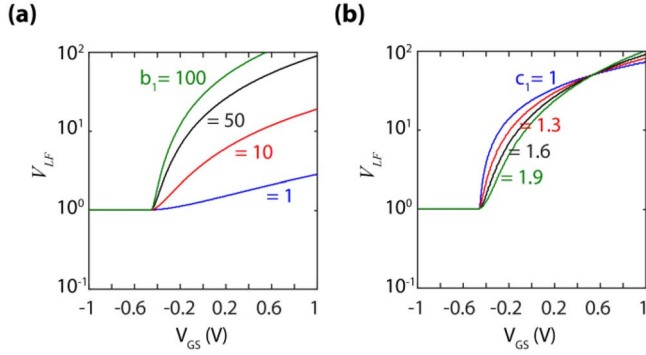 (a)
10²
10¹
10⁰
10⁻¹
V_LF
b₁= 100
= 50
= 10
= 1
-1 -0.6 -0.2 0.2 0.6 1
V_GS (V)
(b)
10²
10¹
10⁰
10⁻¹
V_LF
c₁= 1
= 1.3
= 1.6
= 1.9
-1 -0.6 -0.2 0.2 0.6 1
V_GS (V)